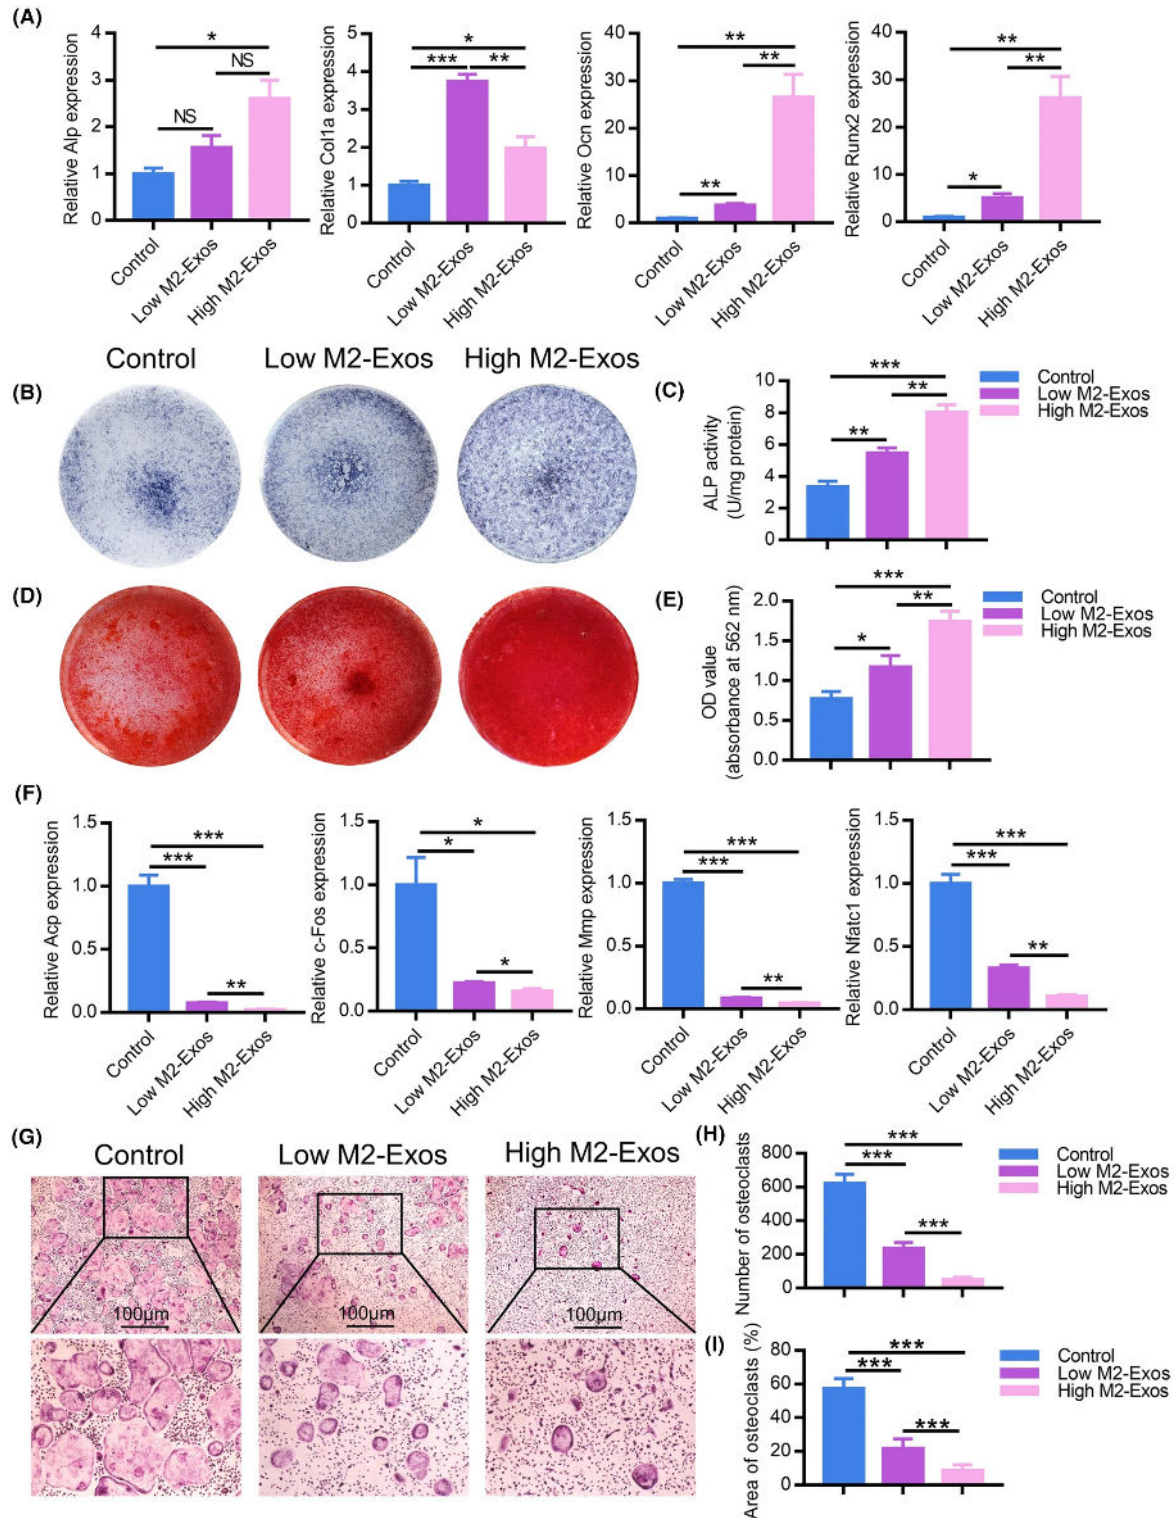 (A)
Relative Alp expression
4
3
2
1
0
*
NS
NS
Control
Low M2-Exos
High M2-Exos
Relative Col1a expression
5
4
3
2
1
0
*
***
**
Control
Low M2-Exos
High M2-Exos
Relative Ocn expression
40
30
20
10
0
**
**
**
Control
Low M2-Exos
High M2-Exos
Relative Runx2 expression
40
30
20
10
0
**
**
*
Control
Low M2-Exos
High M2-Exos
Control
Low M2-Exos
High M2-Exos
(B)
(C)
ALP activity
(U/mg protein)
10
8
6
4
2
0
***
**
**
Control
Low M2-Exos
High M2-Exos
(D)
(E)
OD value
(absorbance at 562 nm)
2.0
1.5
1.0
0.5
0.0
***
**
*
Control
Low M2-Exos
High M2-Exos
(F)
Relative Acp expression
1.5
1.0
0.5
0.0
***
***
**
Control
Low M2-Exos
High M2-Exos
Relative c-Fos expression
1.5
1.0
0.5
0.0
*
*
*
Control
Low M2-Exos
High M2-Exos
Relative Mmp expression
1.5
1.0
0.5
0.0
***
***
**
Control
Low M2-Exos
High M2-Exos
Relative Nfatc1 expression
1.5
1.0
0.5
0.0
***
***
**
Control
Low M2-Exos
High M2-Exos
(G)
Control
Low M2-Exos
High M2-Exos
100μm
100μm
100μm
(H)
Number of osteoclasts
800
600
400
200
0
***
***
***
Control
Low M2-Exos
High M2-Exos
(I)
Area of osteoclasts (%)
80
60
40
20
0
***
***
***
Control
Low M2-Exos
High M2-Exos